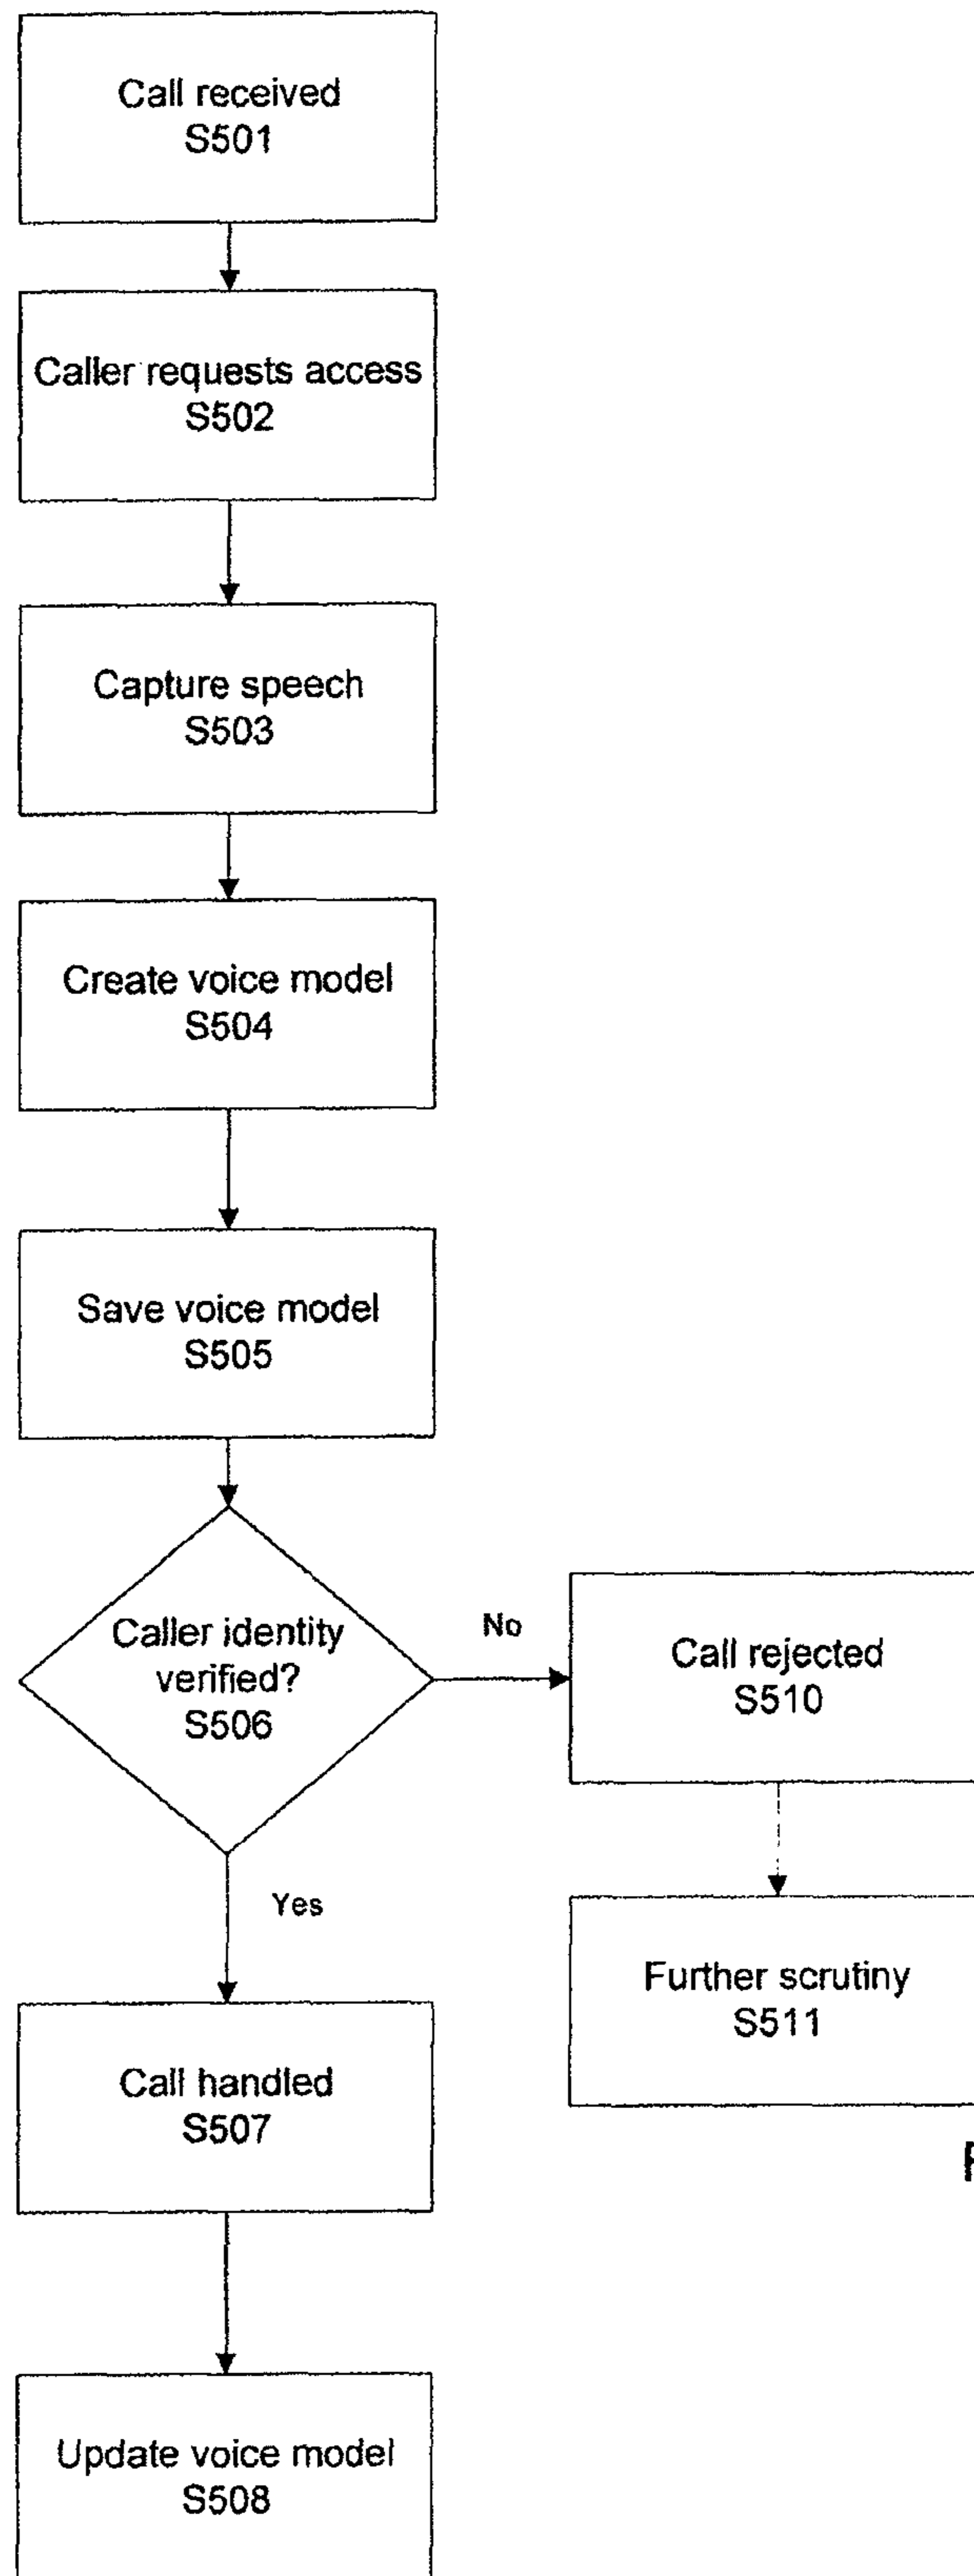 Call received
S501
Caller requests access
S502
Capture speech
S503
Create voice model
S504
Save voice model
S505
Caller identity
verified?
S506
No
Call rejected
S510
Yes
Further scrutiny
S511
Call handled
S507
Update voice model
S508